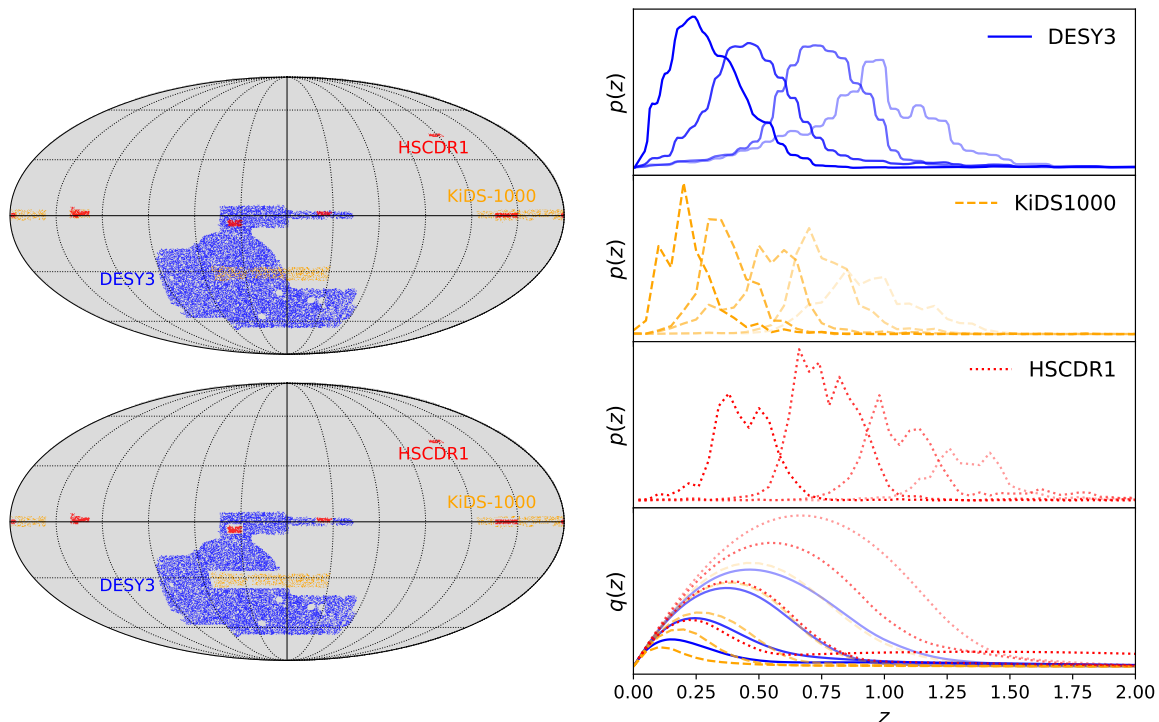 HSCDR1
KiDS-1000
DESY3
HSCDR1
KiDS-1000
DESY3
p(z)
DESY3
p(z)
KiDS1000
p(z)
HSCDR1
q(z)
0.00 0.25 0.50 0.75 1.00 1.25 1.50 1.75 2.00
z